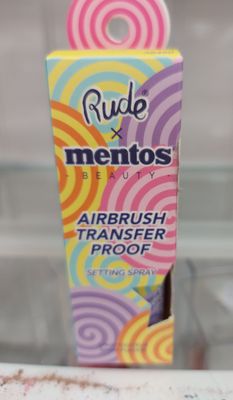 Rude®
x
mentos
- BEAUTY -
AIRBRUSH
TRANSFER
PROOF
SETTING SPRAY